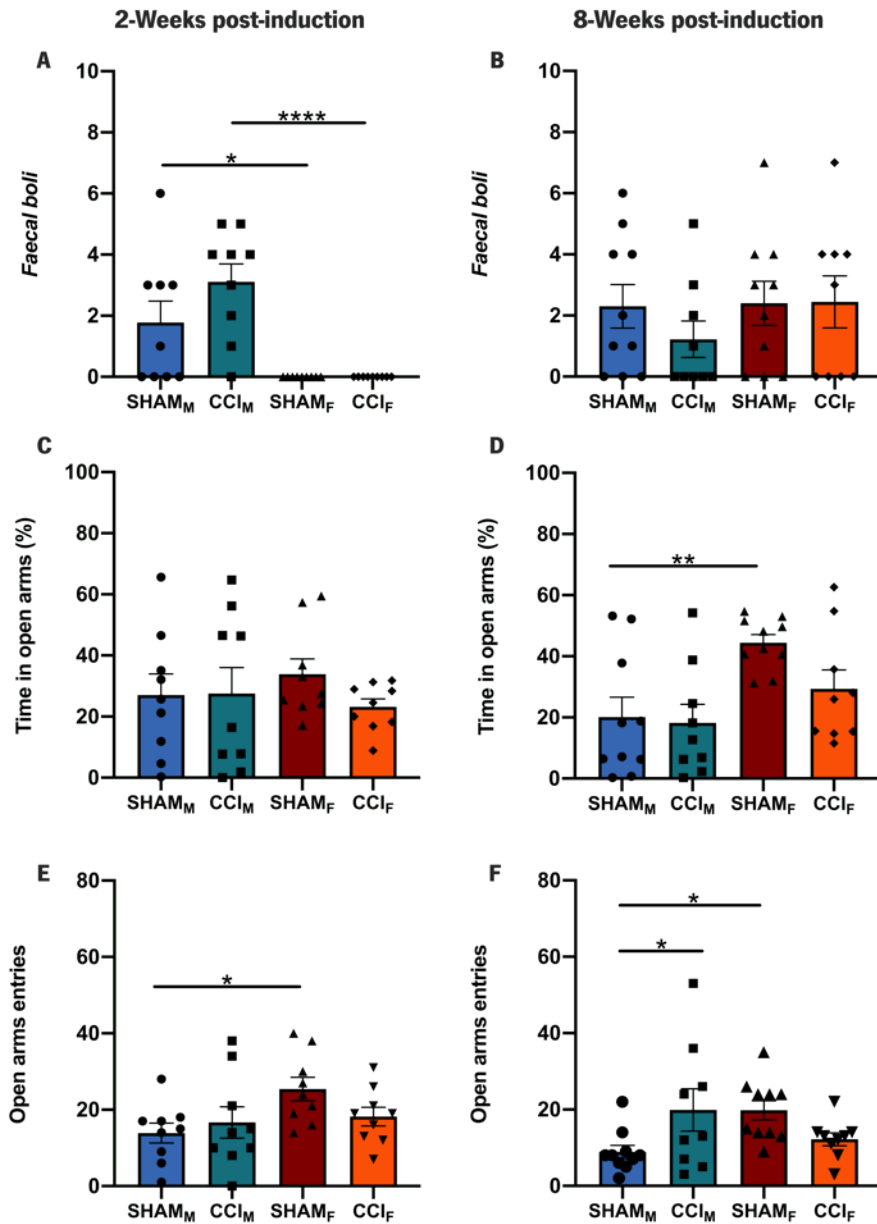 2-Weeks post-induction
8-Weeks post-induction
A
Faecal boli
10
8
6
4
2
0
****
*
SHAMM CCIM SHAMF CCIF
B
Faecal boli
10
8
6
4
2
0
SHAMM CCIM SHAMF CCIF
C
Time in open arms (%)
100
80
60
40
20
0
SHAMM CCIM SHAMF CCIF
D
Time in open arms (%)
100
80
60
40
20
0
**
SHAMM CCIM SHAMF CCIF
E
Open arms entries
80
60
40
20
0
*
SHAMM CCIM SHAMF CCIF
F
Open arms entries
80
60
40
20
0
*
*
SHAMM CCIM SHAMF CCIF